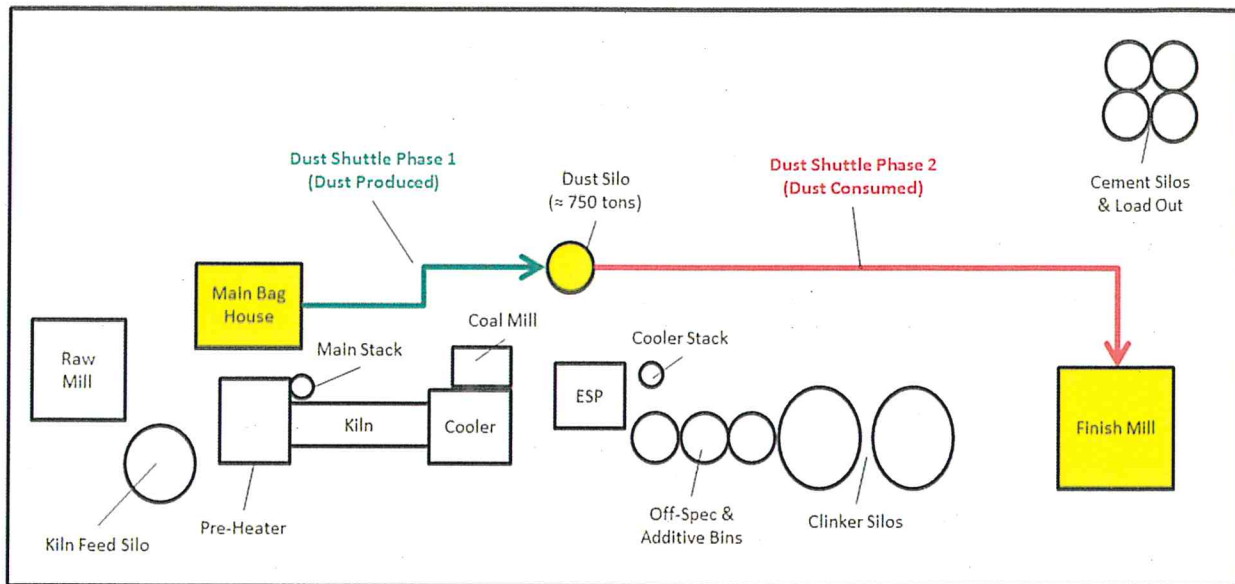 Dust Shuttle Phase 1
(Dust Produced)
Dust Silo
(≈ 750 tons)
Dust Shuttle Phase 2
(Dust Consumed)
Cement Silos
& Load Out
Main Bag
House
Raw
Mill
Main Stack
Coal Mill
Cooler Stack
ESP
Kiln
Cooler
Finish Mill
Kiln Feed Silo
Pre-Heater
Off-Spec &
Additive Bins
Clinker Silos